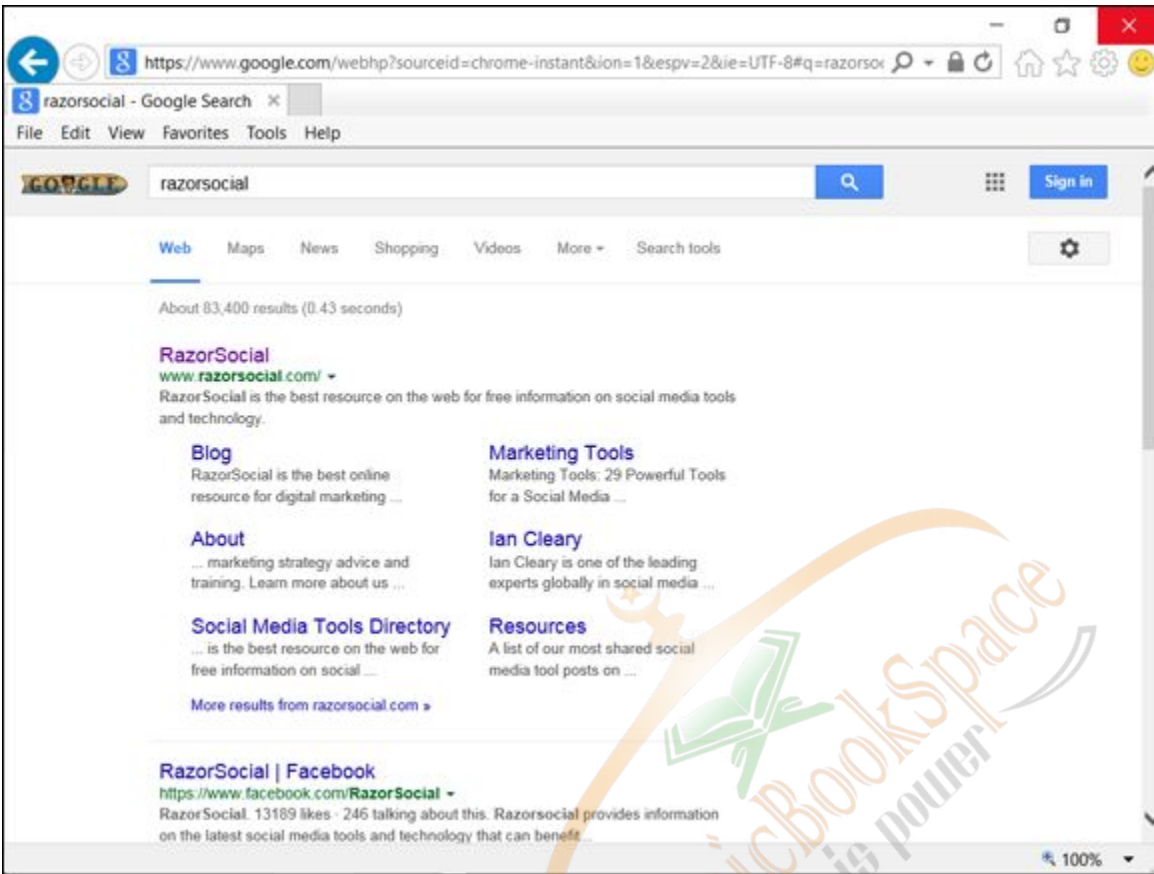 https://www.google.com/webhp?sourceid=chrome-instant&ion=1&espv=2&ie=UTF-8#q=razorsoc
razorsocial - Google Search
File Edit View Favorites Tools Help
GOOGLE razorsocial Sign in
Web Maps News Shopping Videos More Search tools
About 83,400 results (0.43 seconds)
RazorSocial
www.razorsocial.com/
RazorSocial is the best resource on the web for free information on social media tools
and technology.
Blog
RazorSocial is the best online
resource for digital marketing ...
Marketing Tools
Marketing Tools: 29 Powerful Tools
for a Social Media ...
About
... marketing strategy advice and
training. Learn more about us ...
Ian Cleary
Ian Cleary is one of the leading
experts globally in social media ...
Social Media Tools Directory
... is the best resource on the web for
free information on social ...
Resources
A list of our most shared social
media tool posts on ...
More results from razorsocial.com »
RazorSocial | Facebook
https://www.facebook.com/RazorSocial
RazorSocial. 13189 likes · 246 talking about this. Razorsocial provides information
on the latest social media tools and technology that can benefit ...
icBookSpace
is power
100%